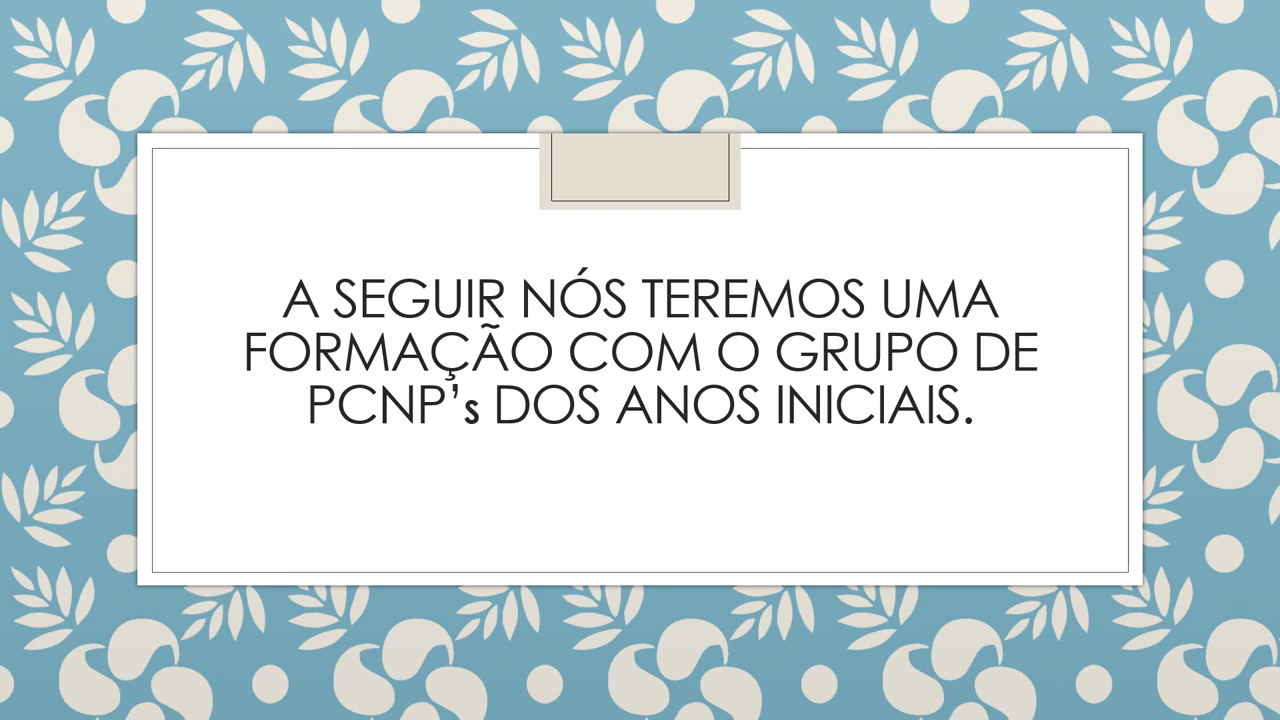 A SEGUIR NÓS TEREMOS UMA
FORMAÇÃO COM O GRUPO DE
PCNP’s DOS ANOS INICIAIS.